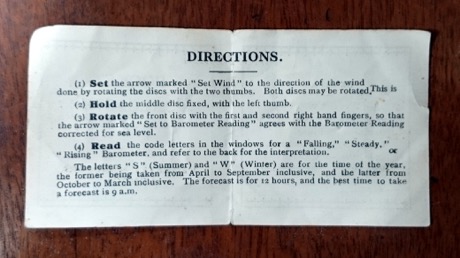 DIRECTIONS.
(1) Set the arrow marked "Set Wind" to the direction of the wind
done by rotating the discs with the two thumbs. Both discs may be rotated, This is
(2) Hold the middle disc fixed, with the left thumb.
(3) Rotate the front disc with the first and second right hand fingers, so that
the arrow marked "Set to Barometer Reading" agrees with the Barometer Reading
corrected for sea level.
(4) Read the code letters in the windows for a "Falling," "Steady," or
"Rising" Barometer, and refer to the back for the interpretation.
The letters "S" (Summer) and "W" (Winter) are for the time of the year,
the former being taken from April to September inclusive, and the latter from
October to March inclusive. The forecast is for 12 hours, and the best time to take
a forecast is 9 a.m.